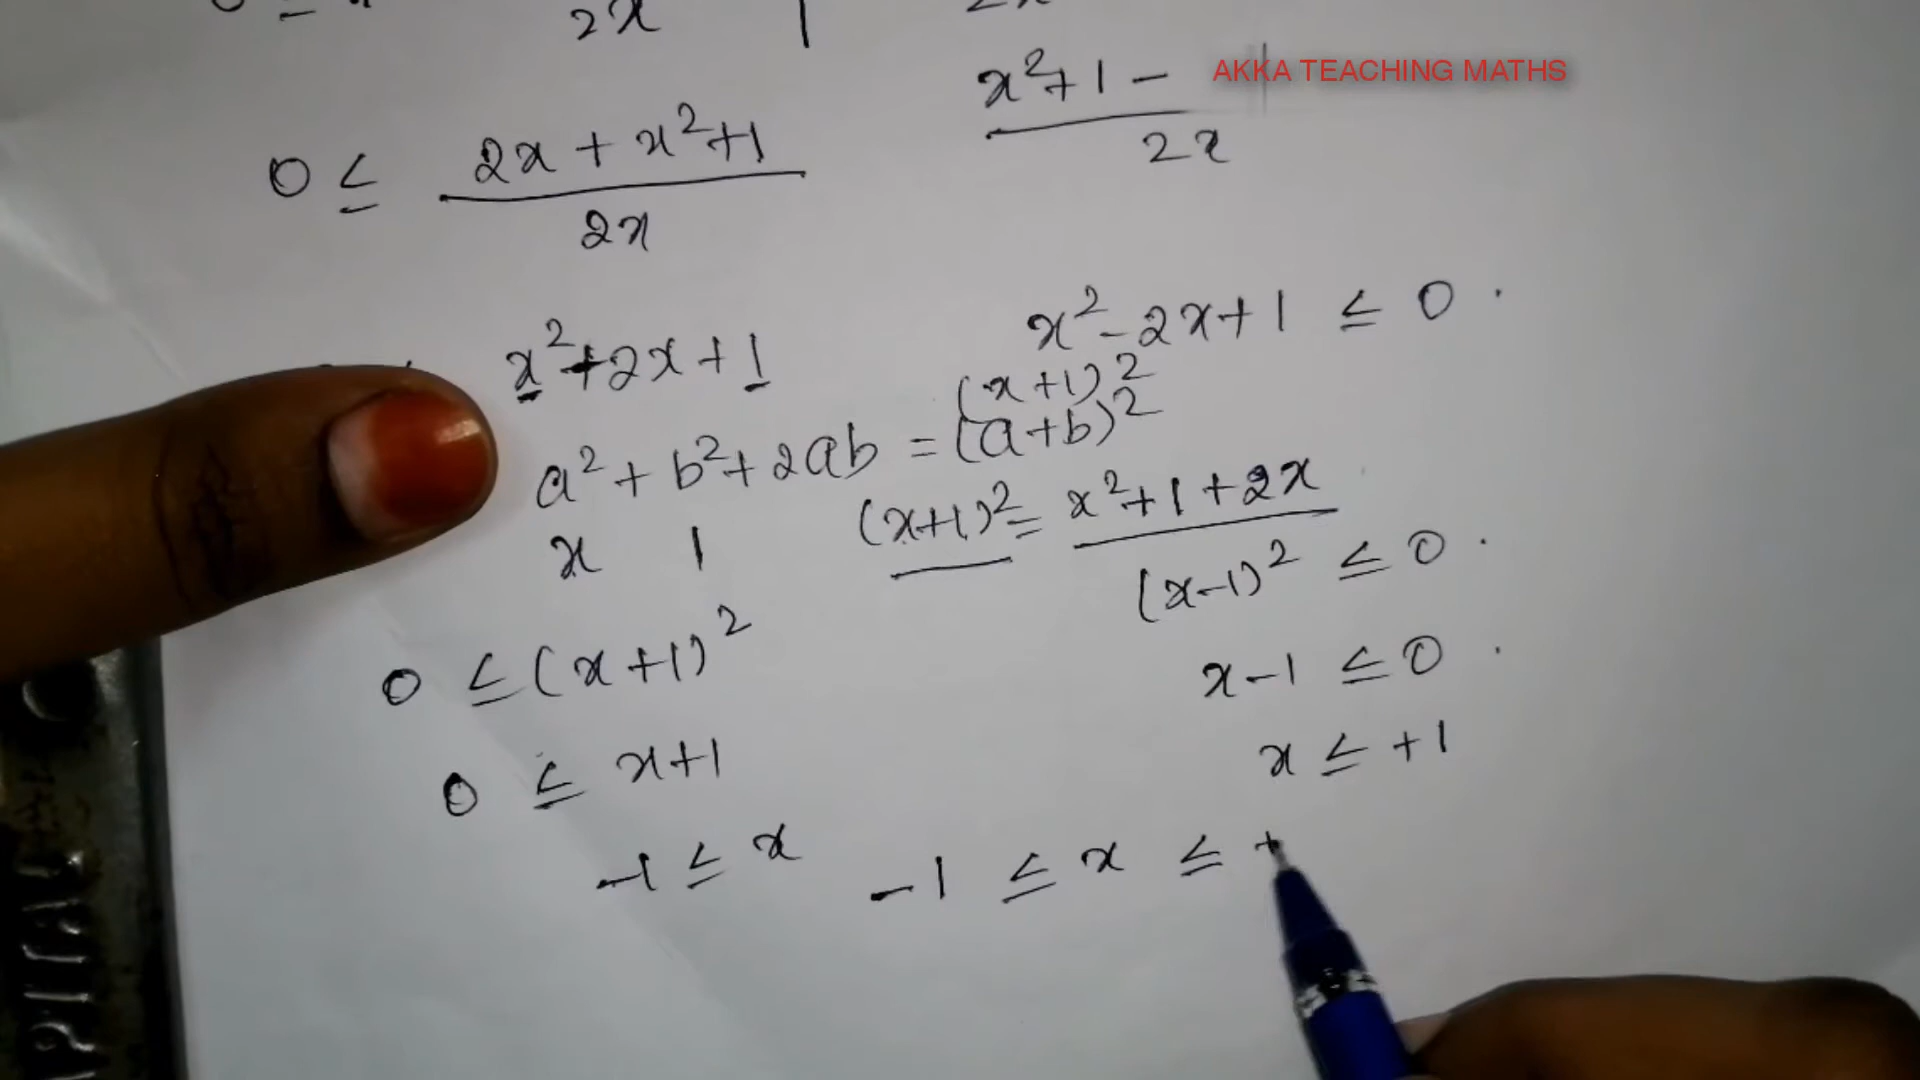 2x
x²+1 -
2x
AKKA TEACHING MATHS
0 ≤ 2x + x²+1
2x
x²+2x+1
x²-2x+1 ≤ 0 .
(x+1)²
a²+b²+2ab = (a+b)²
x 1
(x+1)² = x²+1+2x
(x-1)² ≤ 0 .
0 ≤ (x+1)²
x-1 ≤ 0 .
0 ≤ x+1
x ≤ +1
-1 ≤ x
-1 ≤ x ≤ +